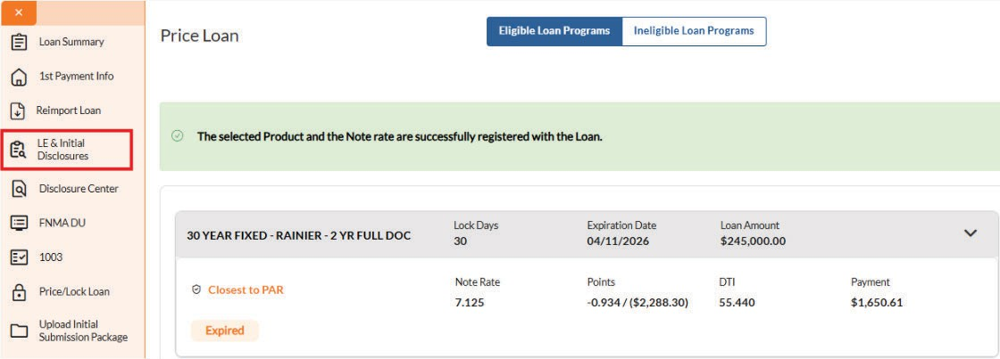 ×
Loan Summary
1st Payment Info
Reimport Loan
LE & Initial
Disclosures
Disclosure Center
FNMA DU
1003
Price/Lock Loan
Upload Initial
Submission Package
Price Loan
Eligible Loan Programs
Ineligible Loan Programs
The selected Product and the Note rate are successfully registered with the Loan.
30 YEAR FIXED - RAINIER - 2 YR FULL DOC
Lock Days
30
Expiration Date
04/11/2026
Loan Amount
$245,000.00
Closest to PAR
Expired
Note Rate
7.125
Points
-0.934 / ($2,288.30)
DTI
55.440
Payment
$1,650.61